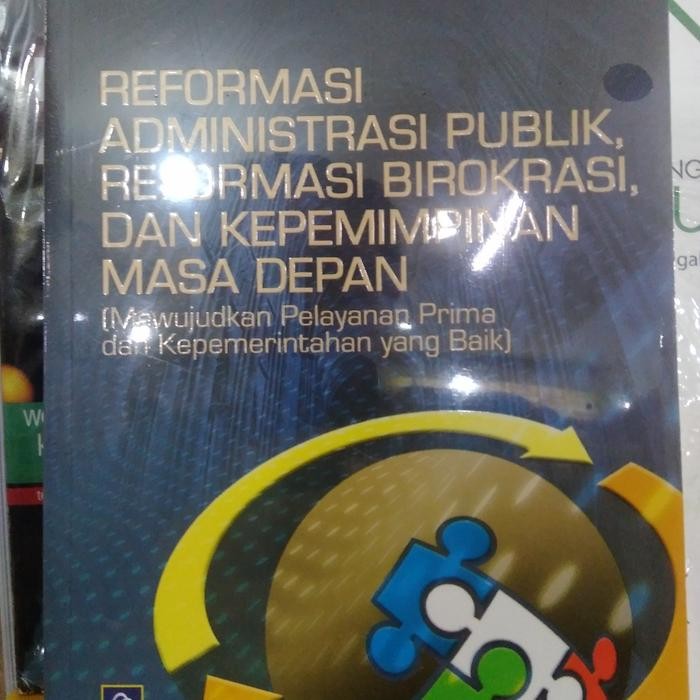 REFORMASI
ADMINISTRASI PUBLIK,
REFORMASI BIROKRASI,
DAN KEPEMIMPINAN
MASA DEPAN
(Mewujudkan Pelayanan Prima
dan Kepemerintahan yang Baik)